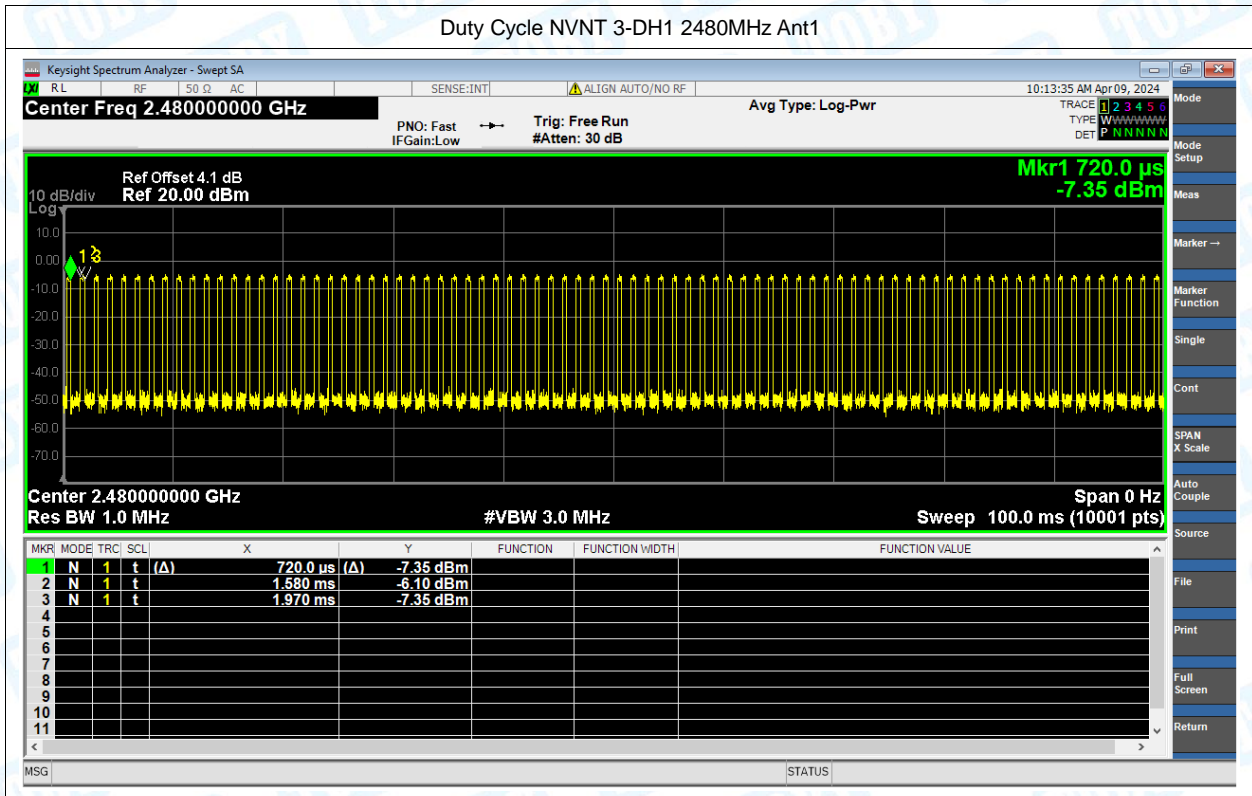 Duty Cycle NVNT 3-DH1 2480MHz Ant1
Keysight Spectrum Analyzer - Swept SA
LXI RL RF 50 Ω AC SENSE:INT ALIGN AUTO/NO RF 10:13:35 AM Apr 09, 2024
Center Freq 2.480000000 GHz
Avg Type: Log-Pwr
TRACE 1 2 3 4 5 6
TYPE WWWWWW
DET P N N N N N
PNO: Fast
IFGain:Low
Trig: Free Run
#Atten: 30 dB
Mkr1 720.0 µs
-7.35 dBm
Ref Offset 4.1 dB
10 dB/div Ref 20.00 dBm
Log
10.0
0.00
-10.0
-20.0
-30.0
-40.0
-50.0
-60.0
-70.0
1 3
Center 2.480000000 GHz Span 0 Hz
Res BW 1.0 MHz #VBW 3.0 MHz Sweep 100.0 ms (10001 pts)
MKR MODE TRC SCL X Y FUNCTION FUNCTION WIDTH FUNCTION VALUE
1 N 1 t (Δ) 720.0 µs (Δ) -7.35 dBm
2 N 1 t 1.580 ms -6.10 dBm
3 N 1 t 1.970 ms -7.35 dBm
4
5
6
7
8
9
10
11
MSG STATUS
Mode
Mode Setup
Meas
Marker →
Marker Function
Single
Cont
SPAN X Scale
Auto Couple
Source
File
Print
Full Screen
Return
TOBY